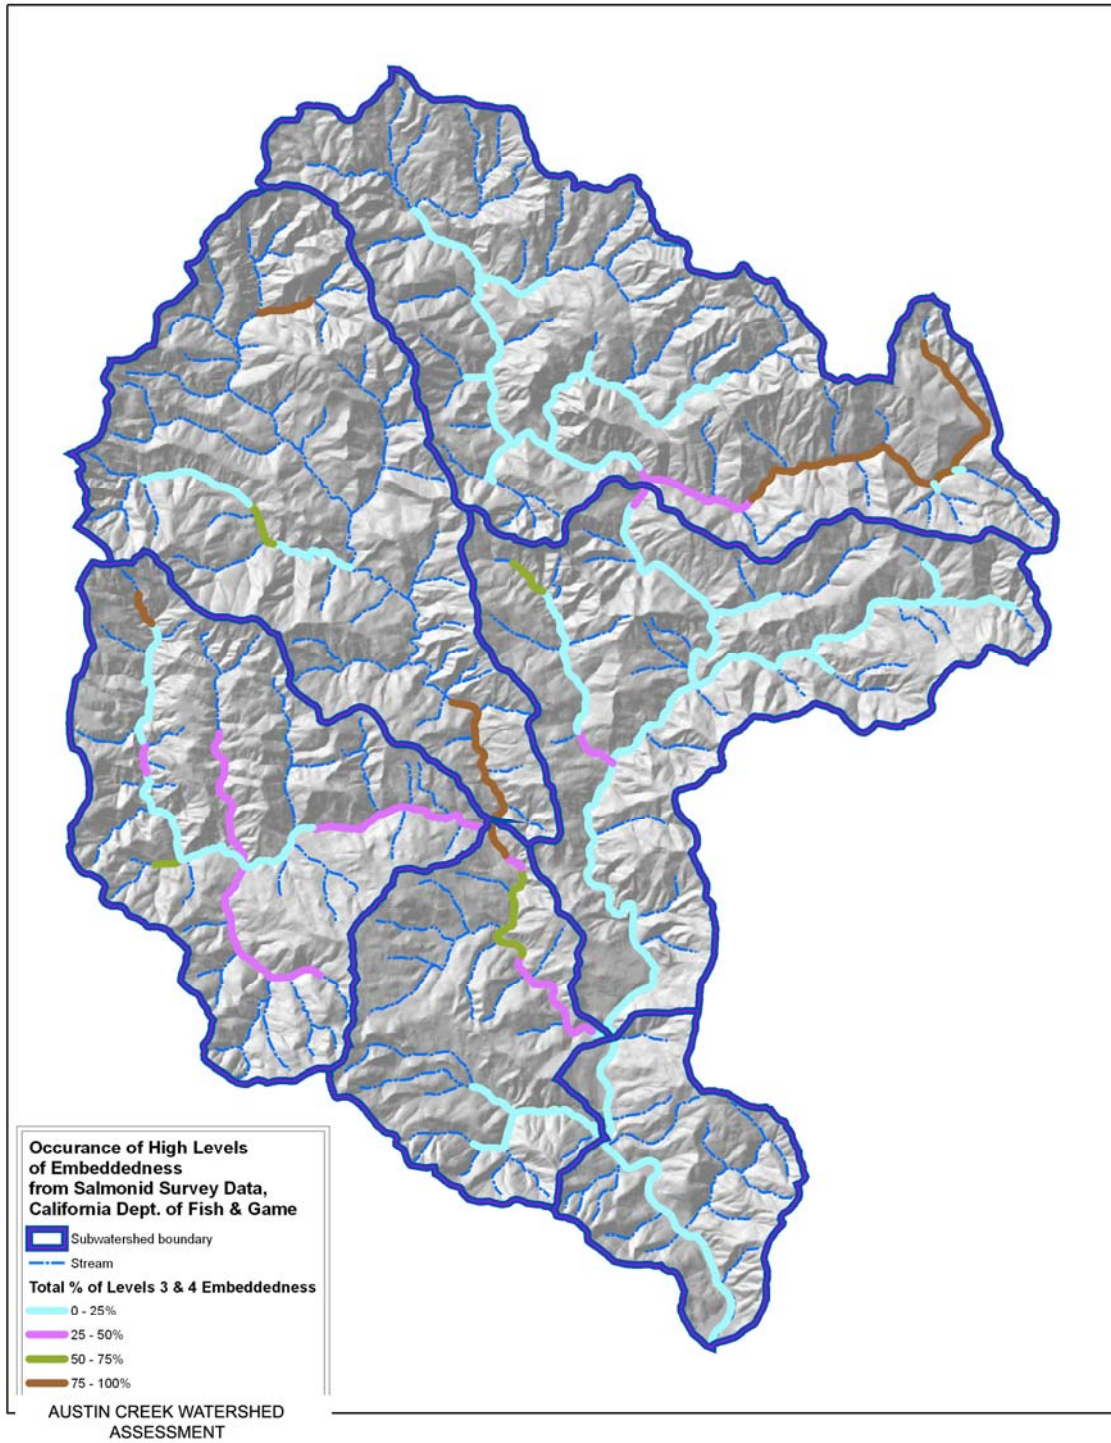 Occurance of High Levels
of Embeddedness
from Salmonid Survey Data,
California Dept. of Fish & Game
Subwatershed boundary
Stream
Total % of Levels 3 & 4 Embeddedness
0 - 25%
25 - 50%
50 - 75%
75 - 100%
AUSTIN CREEK WATERSHED
ASSESSMENT